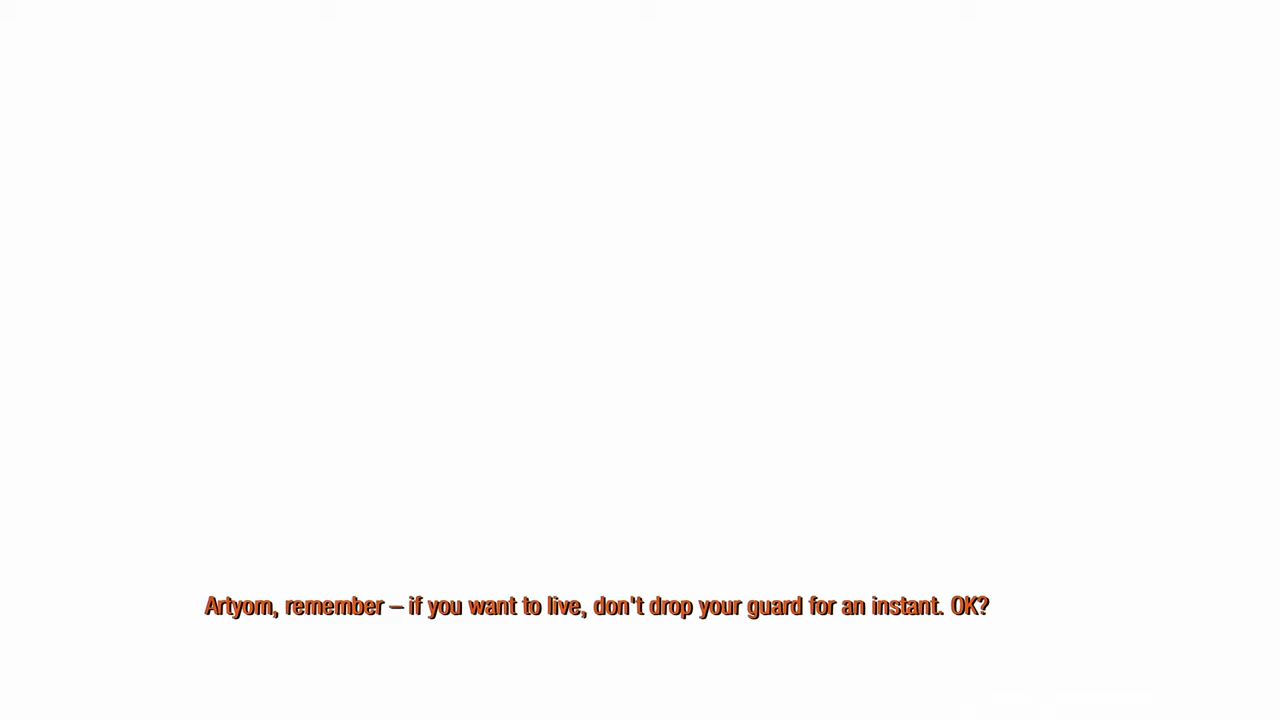 Artyom, remember – if you want to live, don't drop your guard for an instant. OK?